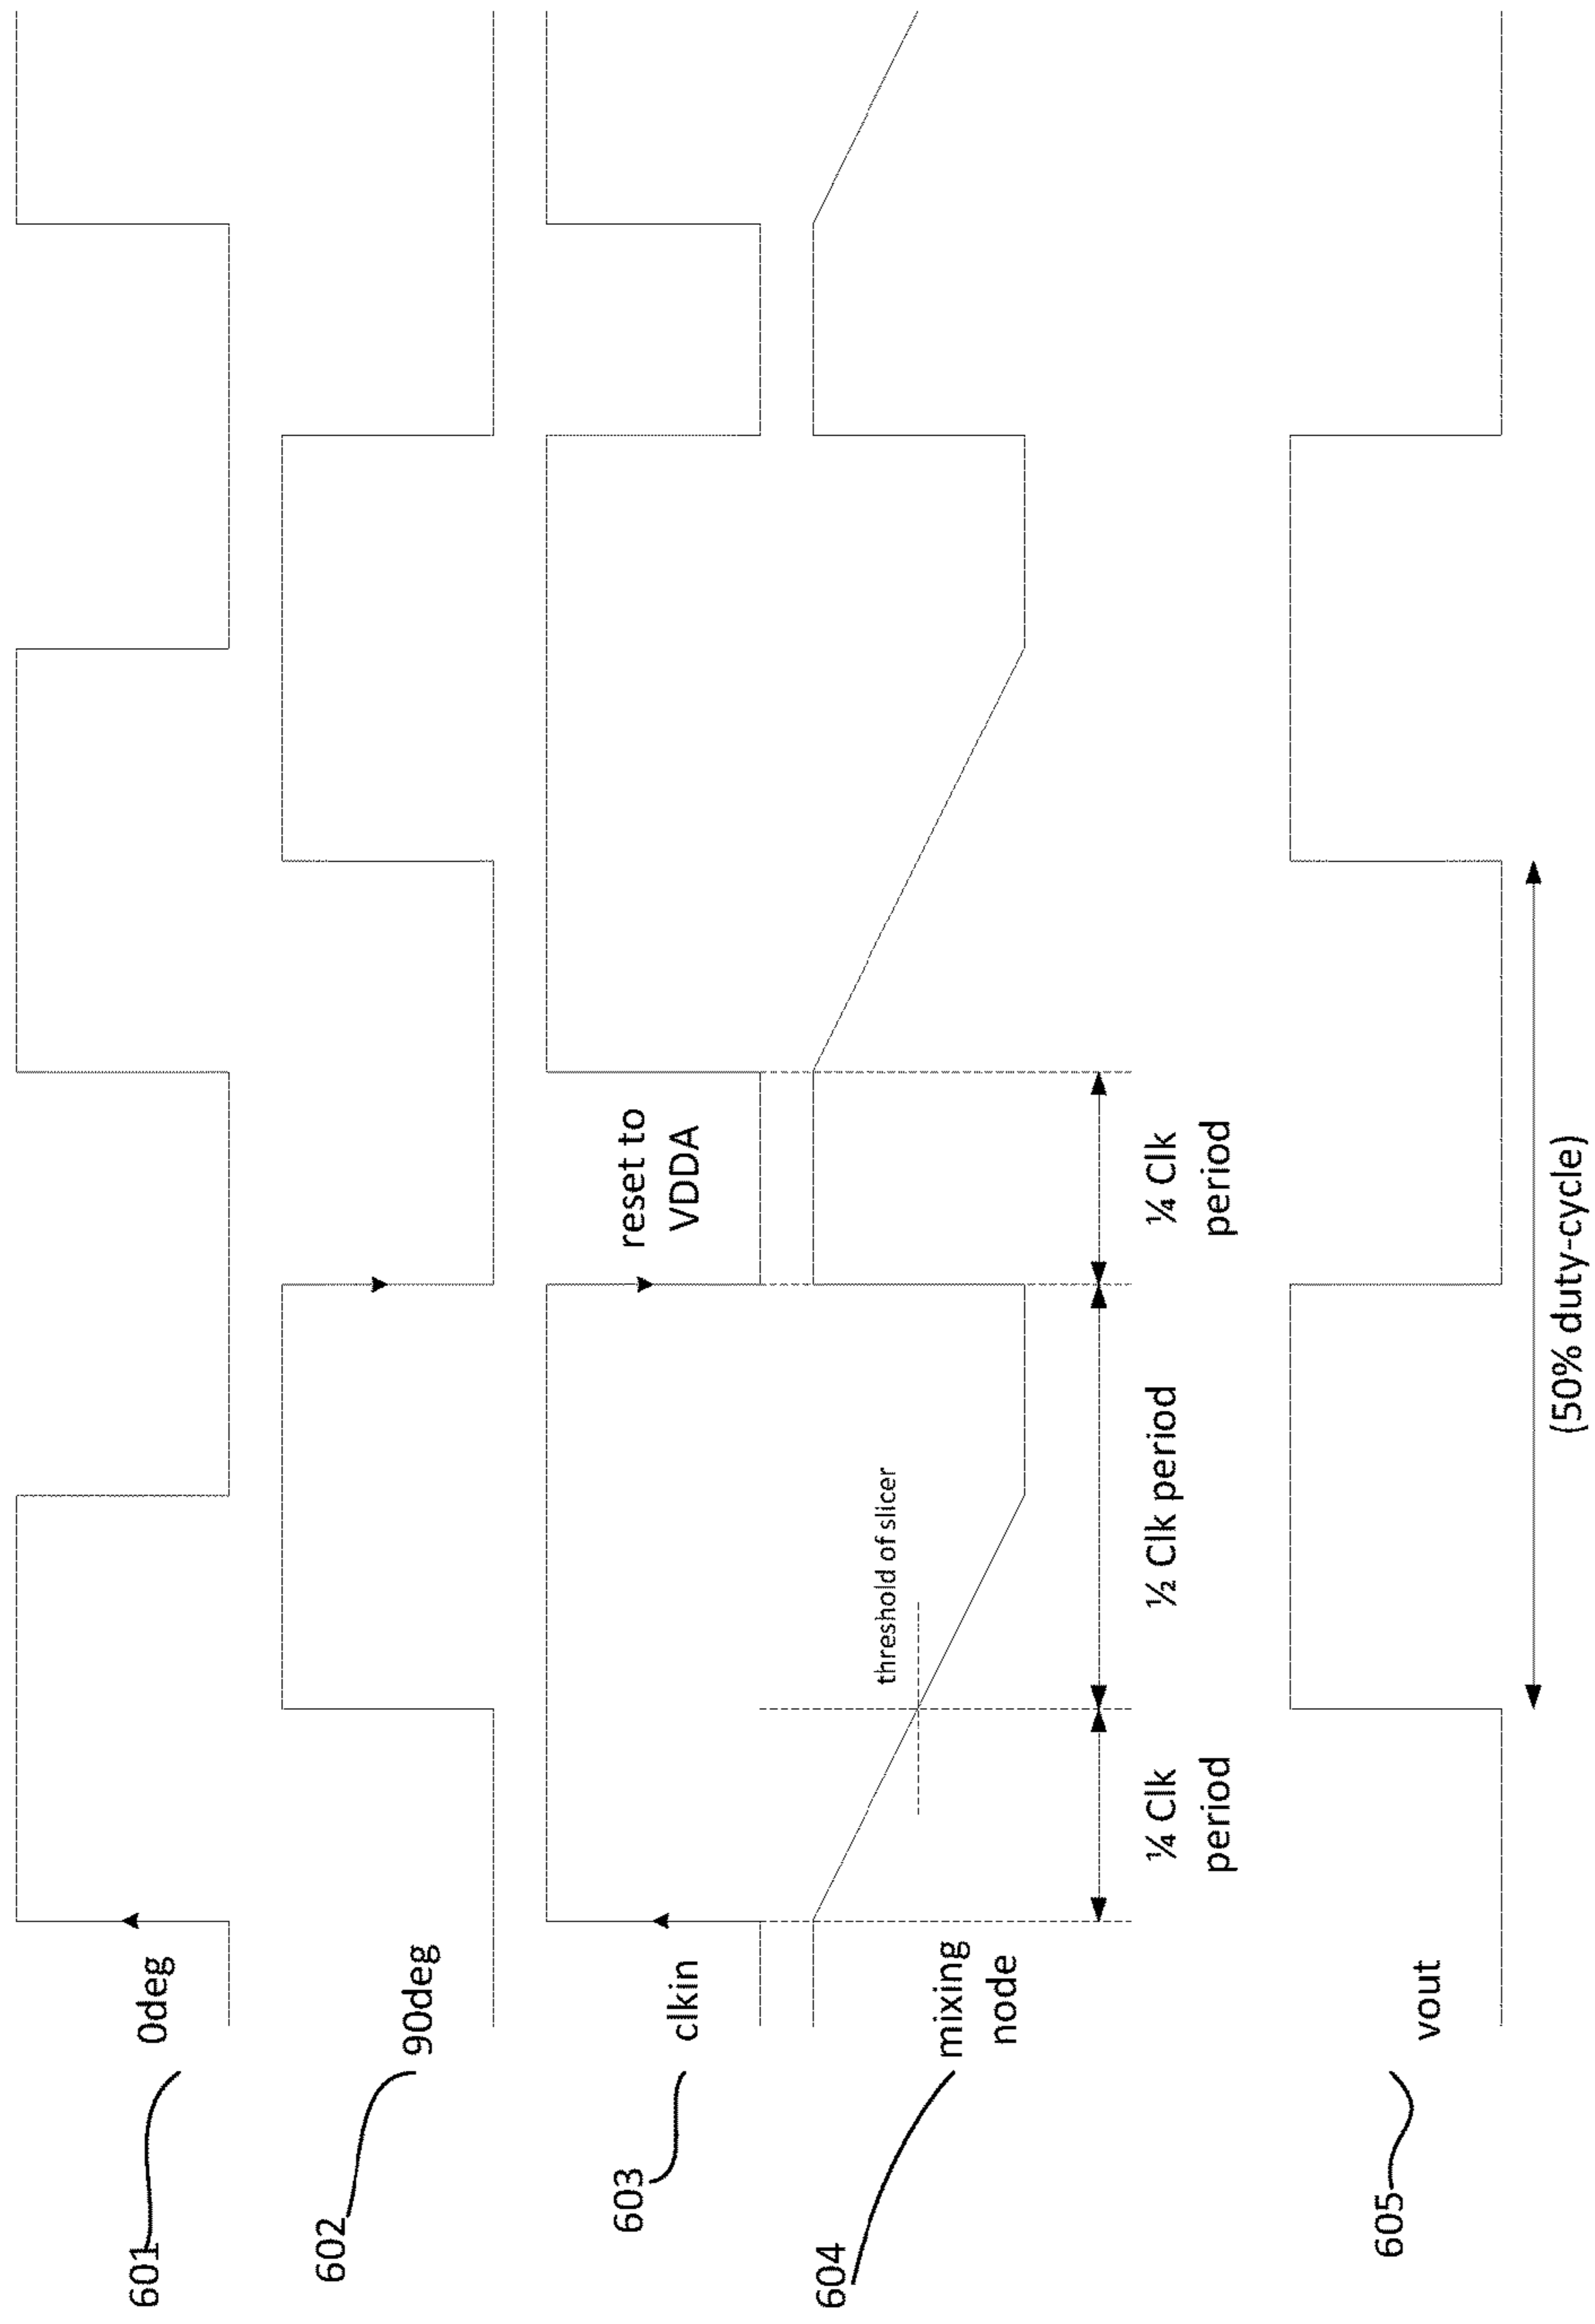 601
0deg
602
90deg
603
clkin
reset to
VDDA
604
mixing
node
threshold of slicer
¼ Clk
period
½ Clk period
¼ Clk
period
605
vout
(50% duty-cycle)